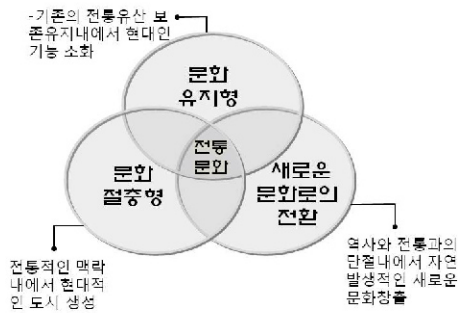 -기존의 전통유산 보
존유지내에서 현대인
기능 소화
문화
유지형
전통
문화
문화
절충형
새로운
문화로의
전환
전통적인 맥락
내에서 현대적
인 도시 생성
역사와 전통과의
단절내에서 자연
발생적인 새로운
문화창출